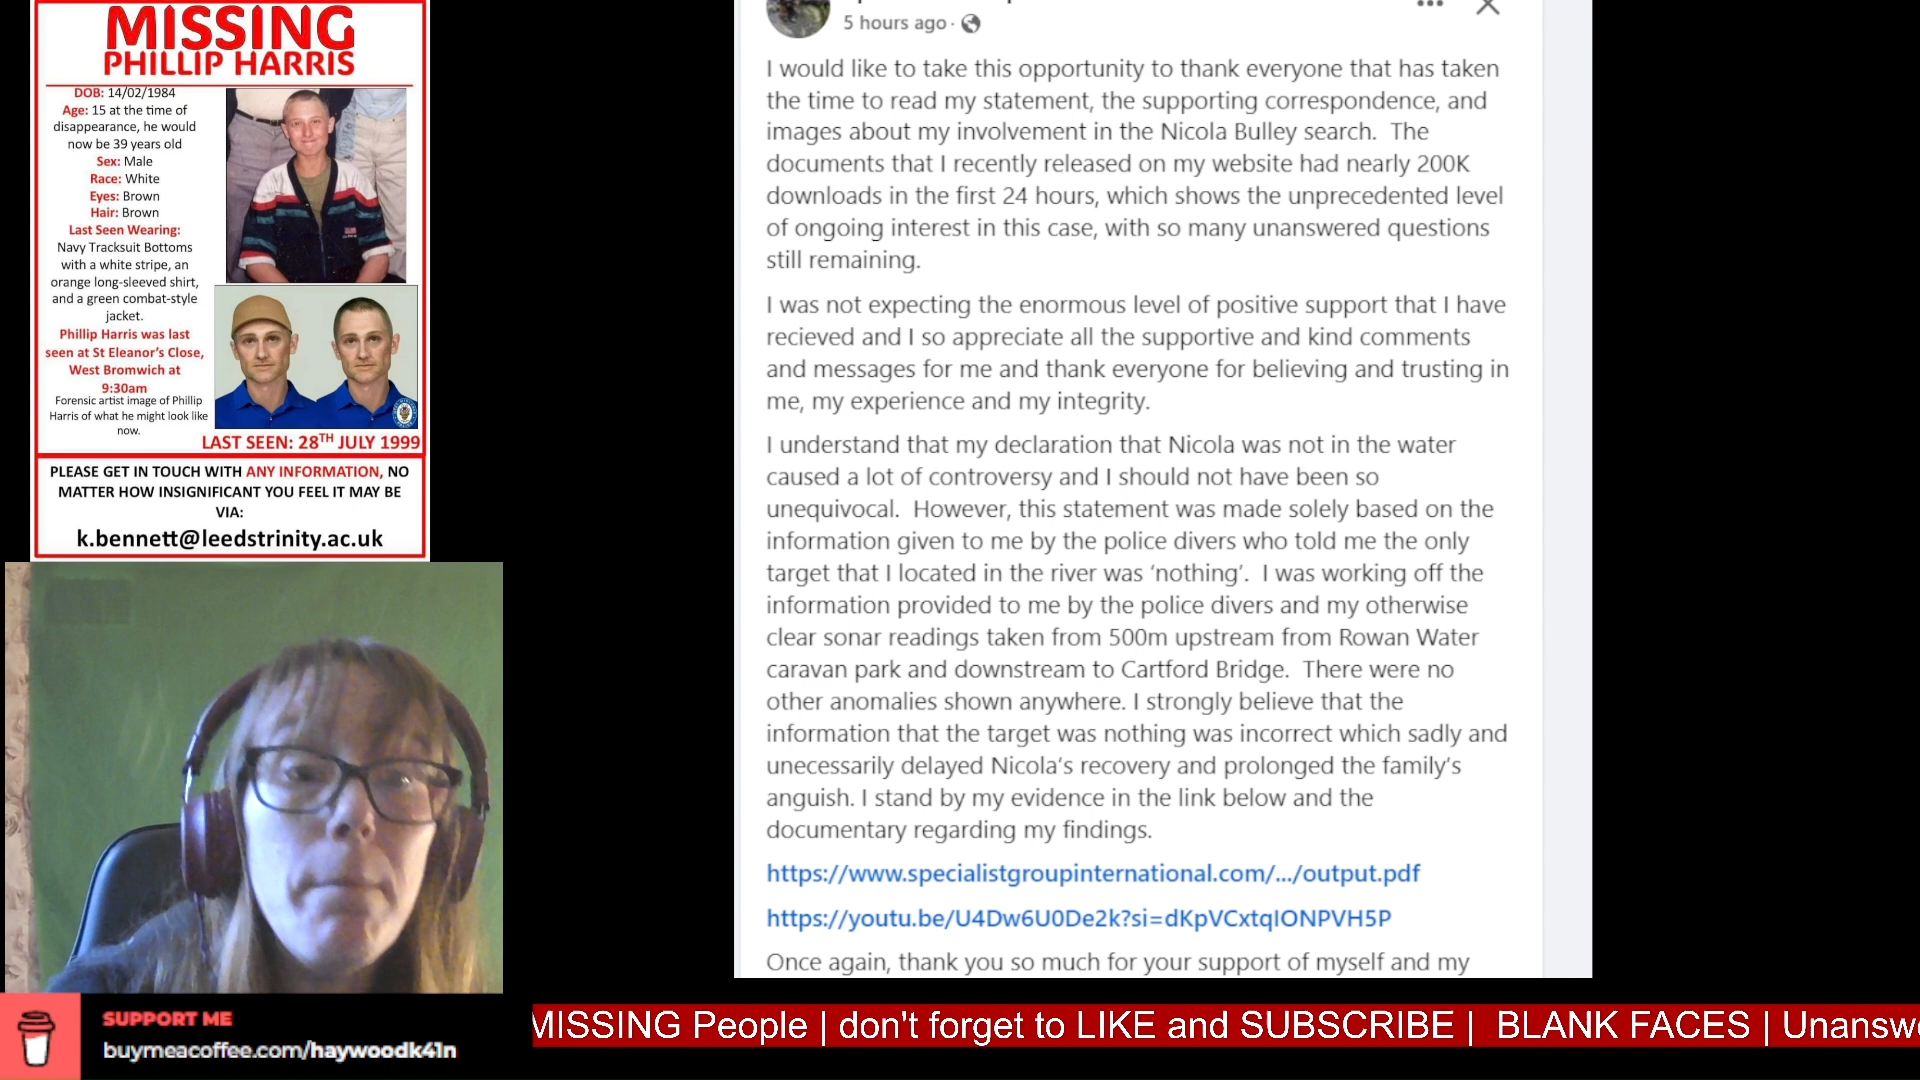 MISSING
PHILLIP HARRIS
DOB: 14/02/1984
Age: 15 at the time of
disappearance, he would
now be 39 years old
Sex: Male
Race: White
Eyes: Brown
Hair: Brown
Last Seen Wearing:
Navy Tracksuit Bottoms
with a white stripe, an
orange long-sleeved shirt,
and a green combat-style
jacket.
Phillip Harris was last
seen at St Eleanor's Close,
West Bromwich at
9:30am
Forensic artist image of Phillip
Harris of what he might look like
now.
LAST SEEN: 28TH JULY 1999
PLEASE GET IN TOUCH WITH ANY INFORMATION, NO
MATTER HOW INSIGNIFICANT YOU FEEL IT MAY BE
VIA:
k.bennett@leedstrinity.ac.uk
5 hours ago ·
I would like to take this opportunity to thank everyone that has taken
the time to read my statement, the supporting correspondence, and
images about my involvement in the Nicola Bulley search. The
documents that I recently released on my website had nearly 200K
downloads in the first 24 hours, which shows the unprecedented level
of ongoing interest in this case, with so many unanswered questions
still remaining.
I was not expecting the enormous level of positive support that I have
recieved and I so appreciate all the supportive and kind comments
and messages for me and thank everyone for believing and trusting in
me, my experience and my integrity.
I understand that my declaration that Nicola was not in the water
caused a lot of controversy and I should not have been so
unequivocal. However, this statement was made solely based on the
information given to me by the police divers who told me the only
target that I located in the river was ‘nothing’. I was working off the
information provided to me by the police divers and my otherwise
clear sonar readings taken from 500m upstream from Rowan Water
caravan park and downstream to Cartford Bridge. There were no
other anomalies shown anywhere. I strongly believe that the
information that the target was nothing was incorrect which sadly and
unecessarily delayed Nicola's recovery and prolonged the family's
anguish. I stand by my evidence in the link below and the
documentary regarding my findings.
https://www.specialistgroupinternational.com/.../output.pdf
https://youtu.be/U4Dw6U0De2k?si=dKpVCxtqIONPVH5P
Once again, thank you so much for your support of myself and my
SUPPORT ME
buymeacoffee.com/haywoodk41n
MISSING People | don't forget to LIKE and SUBSCRIBE | BLANK FACES | Unansw